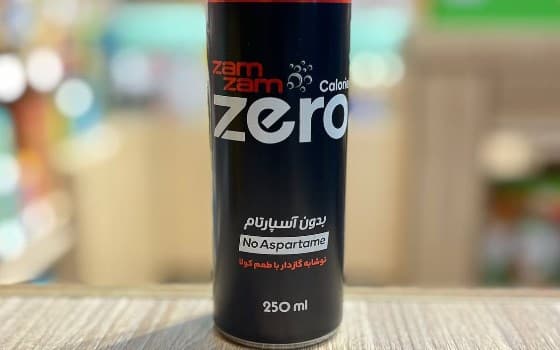 zam
zam
Calorie
zero
بدون آسپارتام
No Aspartame
نوشابه گازدار با طعم کولا
250 ml